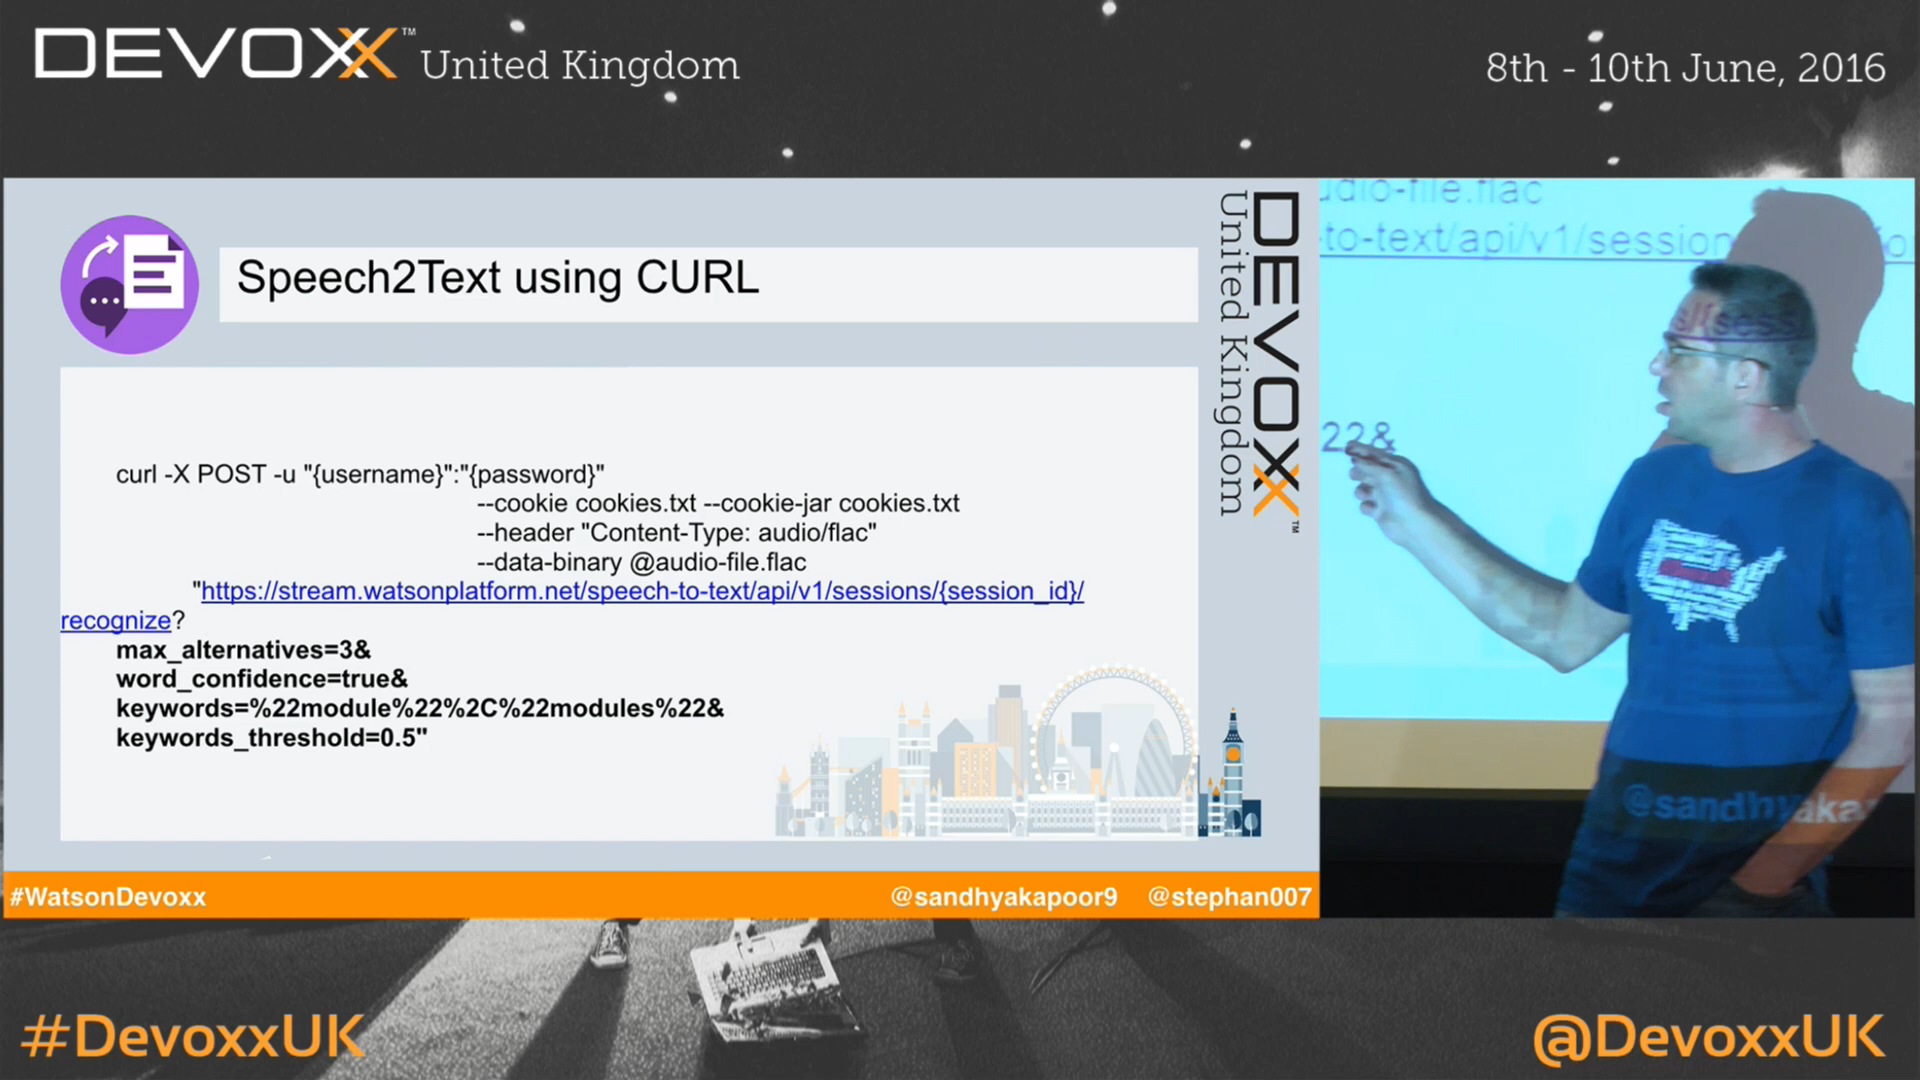 DEVOXX™ United Kingdom
8th - 10th June, 2016
Speech2Text using CURL
DEVOXX™
United Kingdom
curl -X POST -u "{username}":"{password}"
--cookie cookies.txt --cookie-jar cookies.txt
--header "Content-Type: audio/flac"
--data-binary @audio-file.flac
"https://stream.watsonplatform.net/speech-to-text/api/v1/sessions/{session_id}/
recognize?
max_alternatives=3&
word_confidence=true&
keywords=%22module%22%2C%22modules%22&
keywords_threshold=0.5"
#WatsonDevoxx
@sandhyakapoor9 @stephan007
udio-file.flac
-to-text/api/v1/session
22&
@sandhyaka
#DevoxxUK
@DevoxxUK